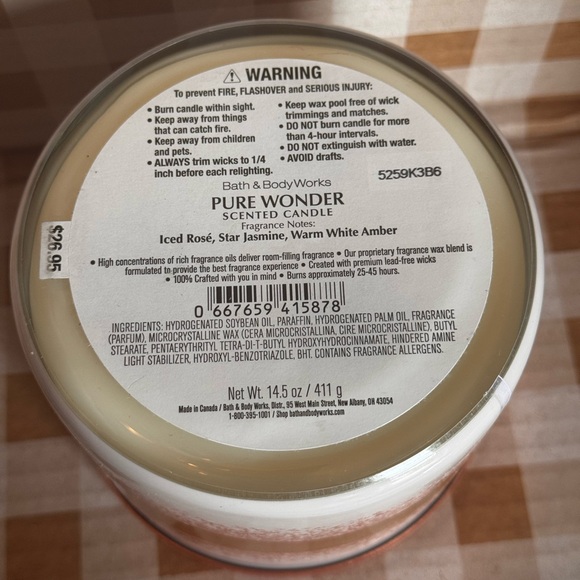 ⚠ WARNING
To prevent FIRE, FLASHOVER and SERIOUS INJURY:
• Burn candle within sight.
• Keep away from things
that can catch fire.
• Keep away from children
and pets.
• ALWAYS trim wicks to 1/4
inch before each relighting.
• Keep wax pool free of wick
trimmings and matches.
• DO NOT burn candle for more
than 4-hour intervals.
• DO NOT extinguish with water.
• AVOID drafts.
5259K3B6
Bath & Body Works
PURE WONDER
SCENTED CANDLE
Fragrance Notes:
Iced Rosé, Star Jasmine, Warm White Amber
$26.95
• High concentrations of rich fragrance oils deliver room-filling fragrance • Our proprietary fragrance wax blend is
formulated to provide the best fragrance experience • Created with premium lead-free wicks
• 100% Crafted with you in mind • Burns approximately 25-45 hours.
0 667659 415878
INGREDIENTS: HYDROGENATED SOYBEAN OIL, PARAFFIN, HYDROGENATED PALM OIL, FRAGRANCE
(PARFUM), MICROCRYSTALLINE WAX (CERA MICROCRISTALLINA, CIRE MICROCRISTALLINE), BUTYL
STEARATE, PENTAERYTHRITYL TETRA-DI-T-BUTYL HYDROXYHYDROCINNAMATE, HINDERED AMINE
LIGHT STABILIZER, HYDROXYL-BENZOTRIAZOLE, BHT. CONTAINS FRAGRANCE ALLERGENS.
Net Wt. 14.5 oz / 411 g
Made in Canada / Bath & Body Works, Distr., 95 West Main Street, New Albany, OH 43054
1-800-395-1001 / Shop bathandbodyworks.com